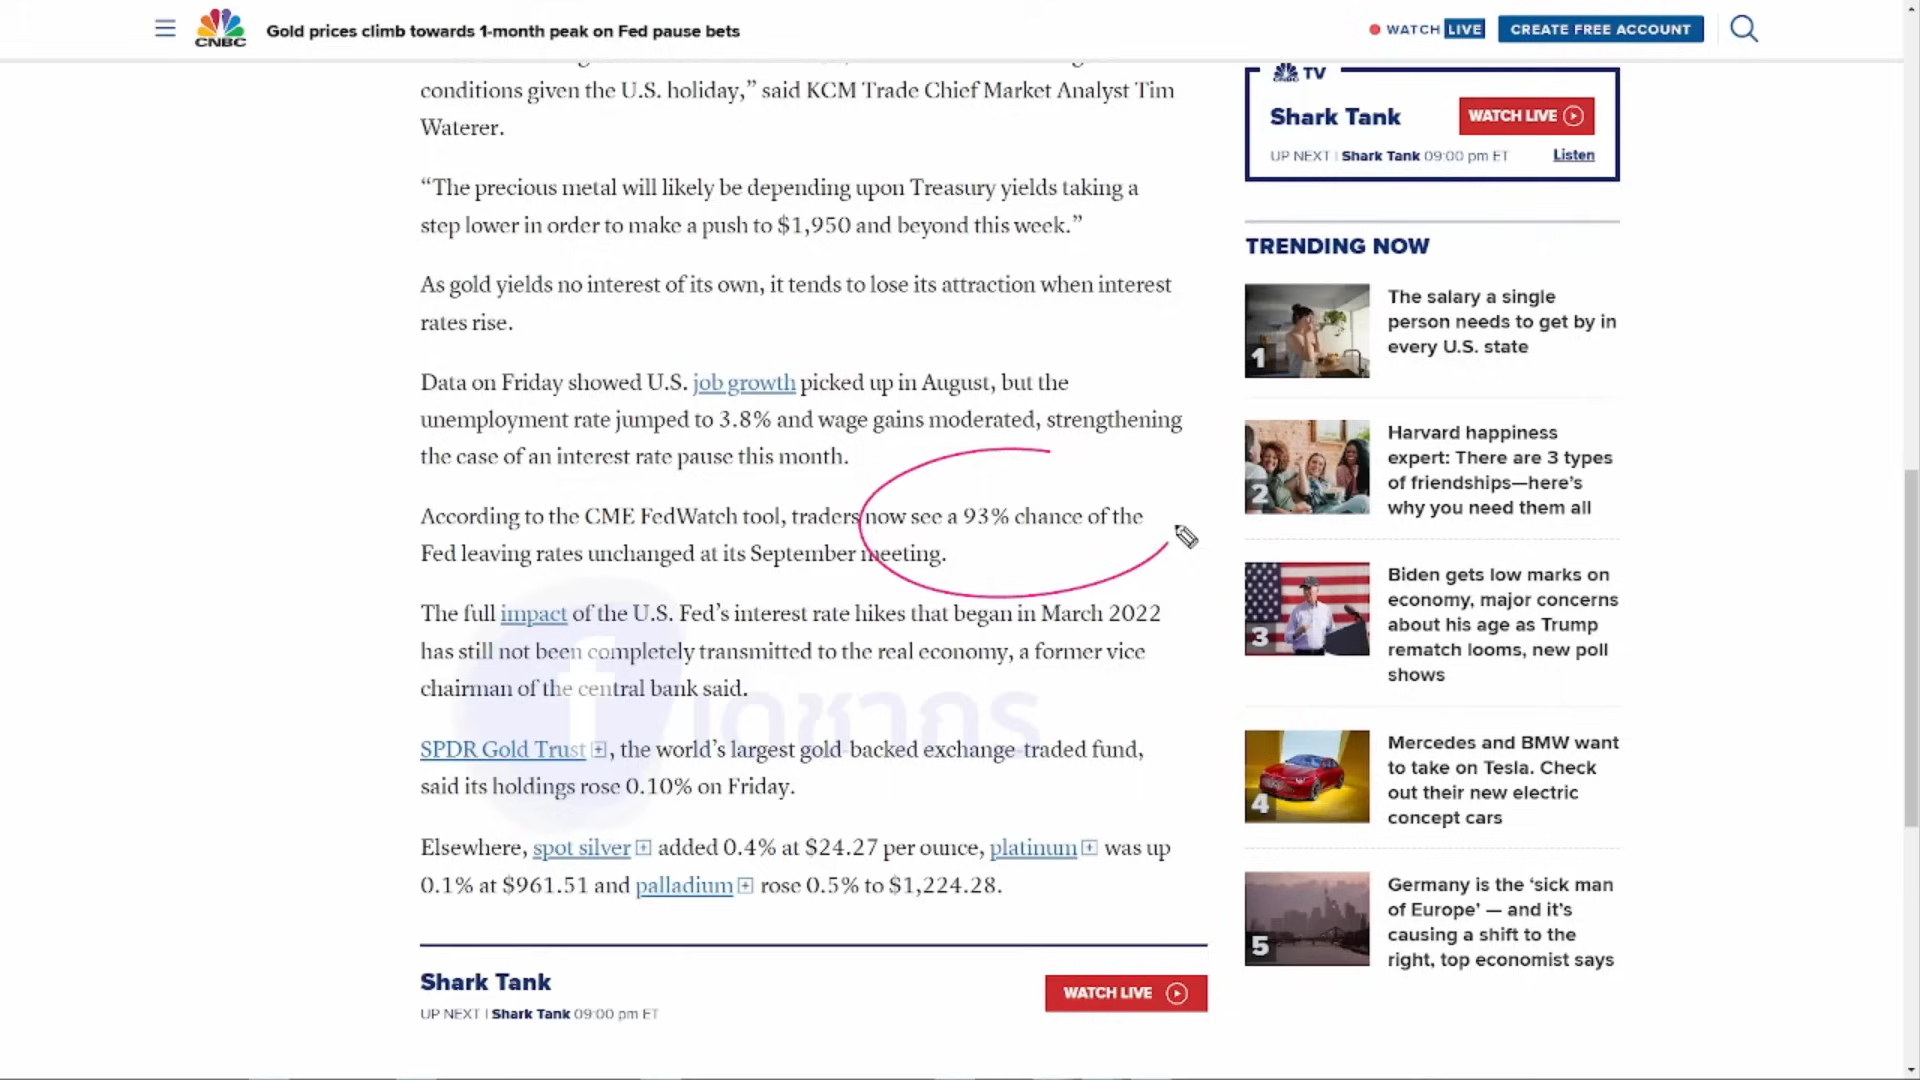 CNBC
Gold prices climb towards 1-month peak on Fed pause bets
WATCH LIVE
CREATE FREE ACCOUNT
conditions given the U.S. holiday,” said KCM Trade Chief Market Analyst Tim
Waterer.
“The precious metal will likely be depending upon Treasury yields taking a
step lower in order to make a push to $1,950 and beyond this week.”
As gold yields no interest of its own, it tends to lose its attraction when interest
rates rise.
Data on Friday showed U.S. job growth picked up in August, but the
unemployment rate jumped to 3.8% and wage gains moderated, strengthening
the case of an interest rate pause this month.
According to the CME FedWatch tool, traders now see a 93% chance of the
Fed leaving rates unchanged at its September meeting.
The full impact of the U.S. Fed’s interest rate hikes that began in March 2022
has still not been completely transmitted to the real economy, a former vice
chairman of the central bank said.
f เดชากร
SPDR Gold Trust, the world’s largest gold-backed exchange-traded fund,
said its holdings rose 0.10% on Friday.
Elsewhere, spot silver added 0.4% at $24.27 per ounce, platinum was up
0.1% at $961.51 and palladium rose 0.5% to $1,224.28.
Shark Tank
UP NEXT | Shark Tank 09:00 pm ET
WATCH LIVE
CNBC TV
Shark Tank
WATCH LIVE
UP NEXT | Shark Tank 09:00 pm ET
Listen
TRENDING NOW
1
The salary a single
person needs to get by in
every U.S. state
2
Harvard happiness
expert: There are 3 types
of friendships—here’s
why you need them all
3
Biden gets low marks on
economy, major concerns
about his age as Trump
rematch looms, new poll
shows
4
Mercedes and BMW want
to take on Tesla. Check
out their new electric
concept cars
5
Germany is the ‘sick man
of Europe’ — and it’s
causing a shift to the
right, top economist says